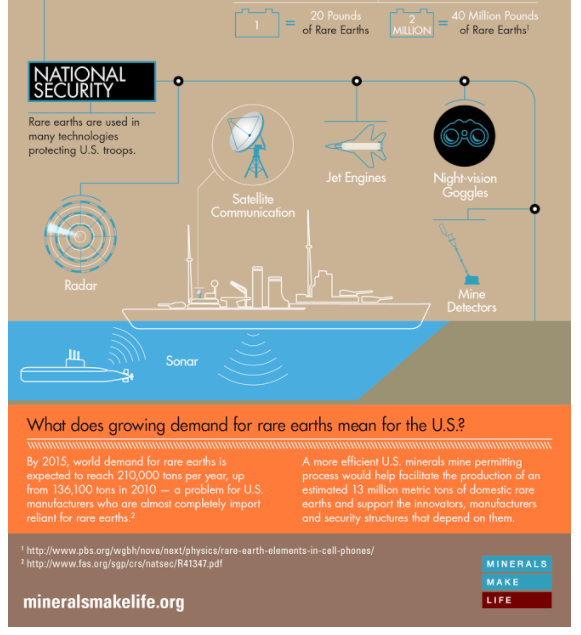 1 = 20 Pounds
of Rare Earths
2
MILLION = 40 Million Pounds
of Rare Earths¹
NATIONAL
SECURITY
Rare earths are used in
many technologies
protecting U.S. troops.
Satellite
Communication
Jet Engines
Night-vision
Goggles
Radar
Mine
Detectors
Sonar
What does growing demand for rare earths mean for the U.S.?
By 2015, world demand for rare earths is
expected to reach 210,000 tons per year, up
from 136,100 tons in 2010 — a problem for U.S.
manufacturers who are almost completely import
reliant for rare earths.²
A more efficient U.S. minerals mine permitting
process would help facilitate the production of an
estimated 13 million metric tons of domestic rare
earths and support the innovators, manufacturers
and security structures that depend on them.
¹ http://www.pbs.org/wgbh/nova/next/physics/rare-earth-elements-in-cell-phones/
² http://www.fas.org/sgp/crs/natsec/R41347.pdf
mineralsmakelife.org
MINERALS
MAKE
LIFE